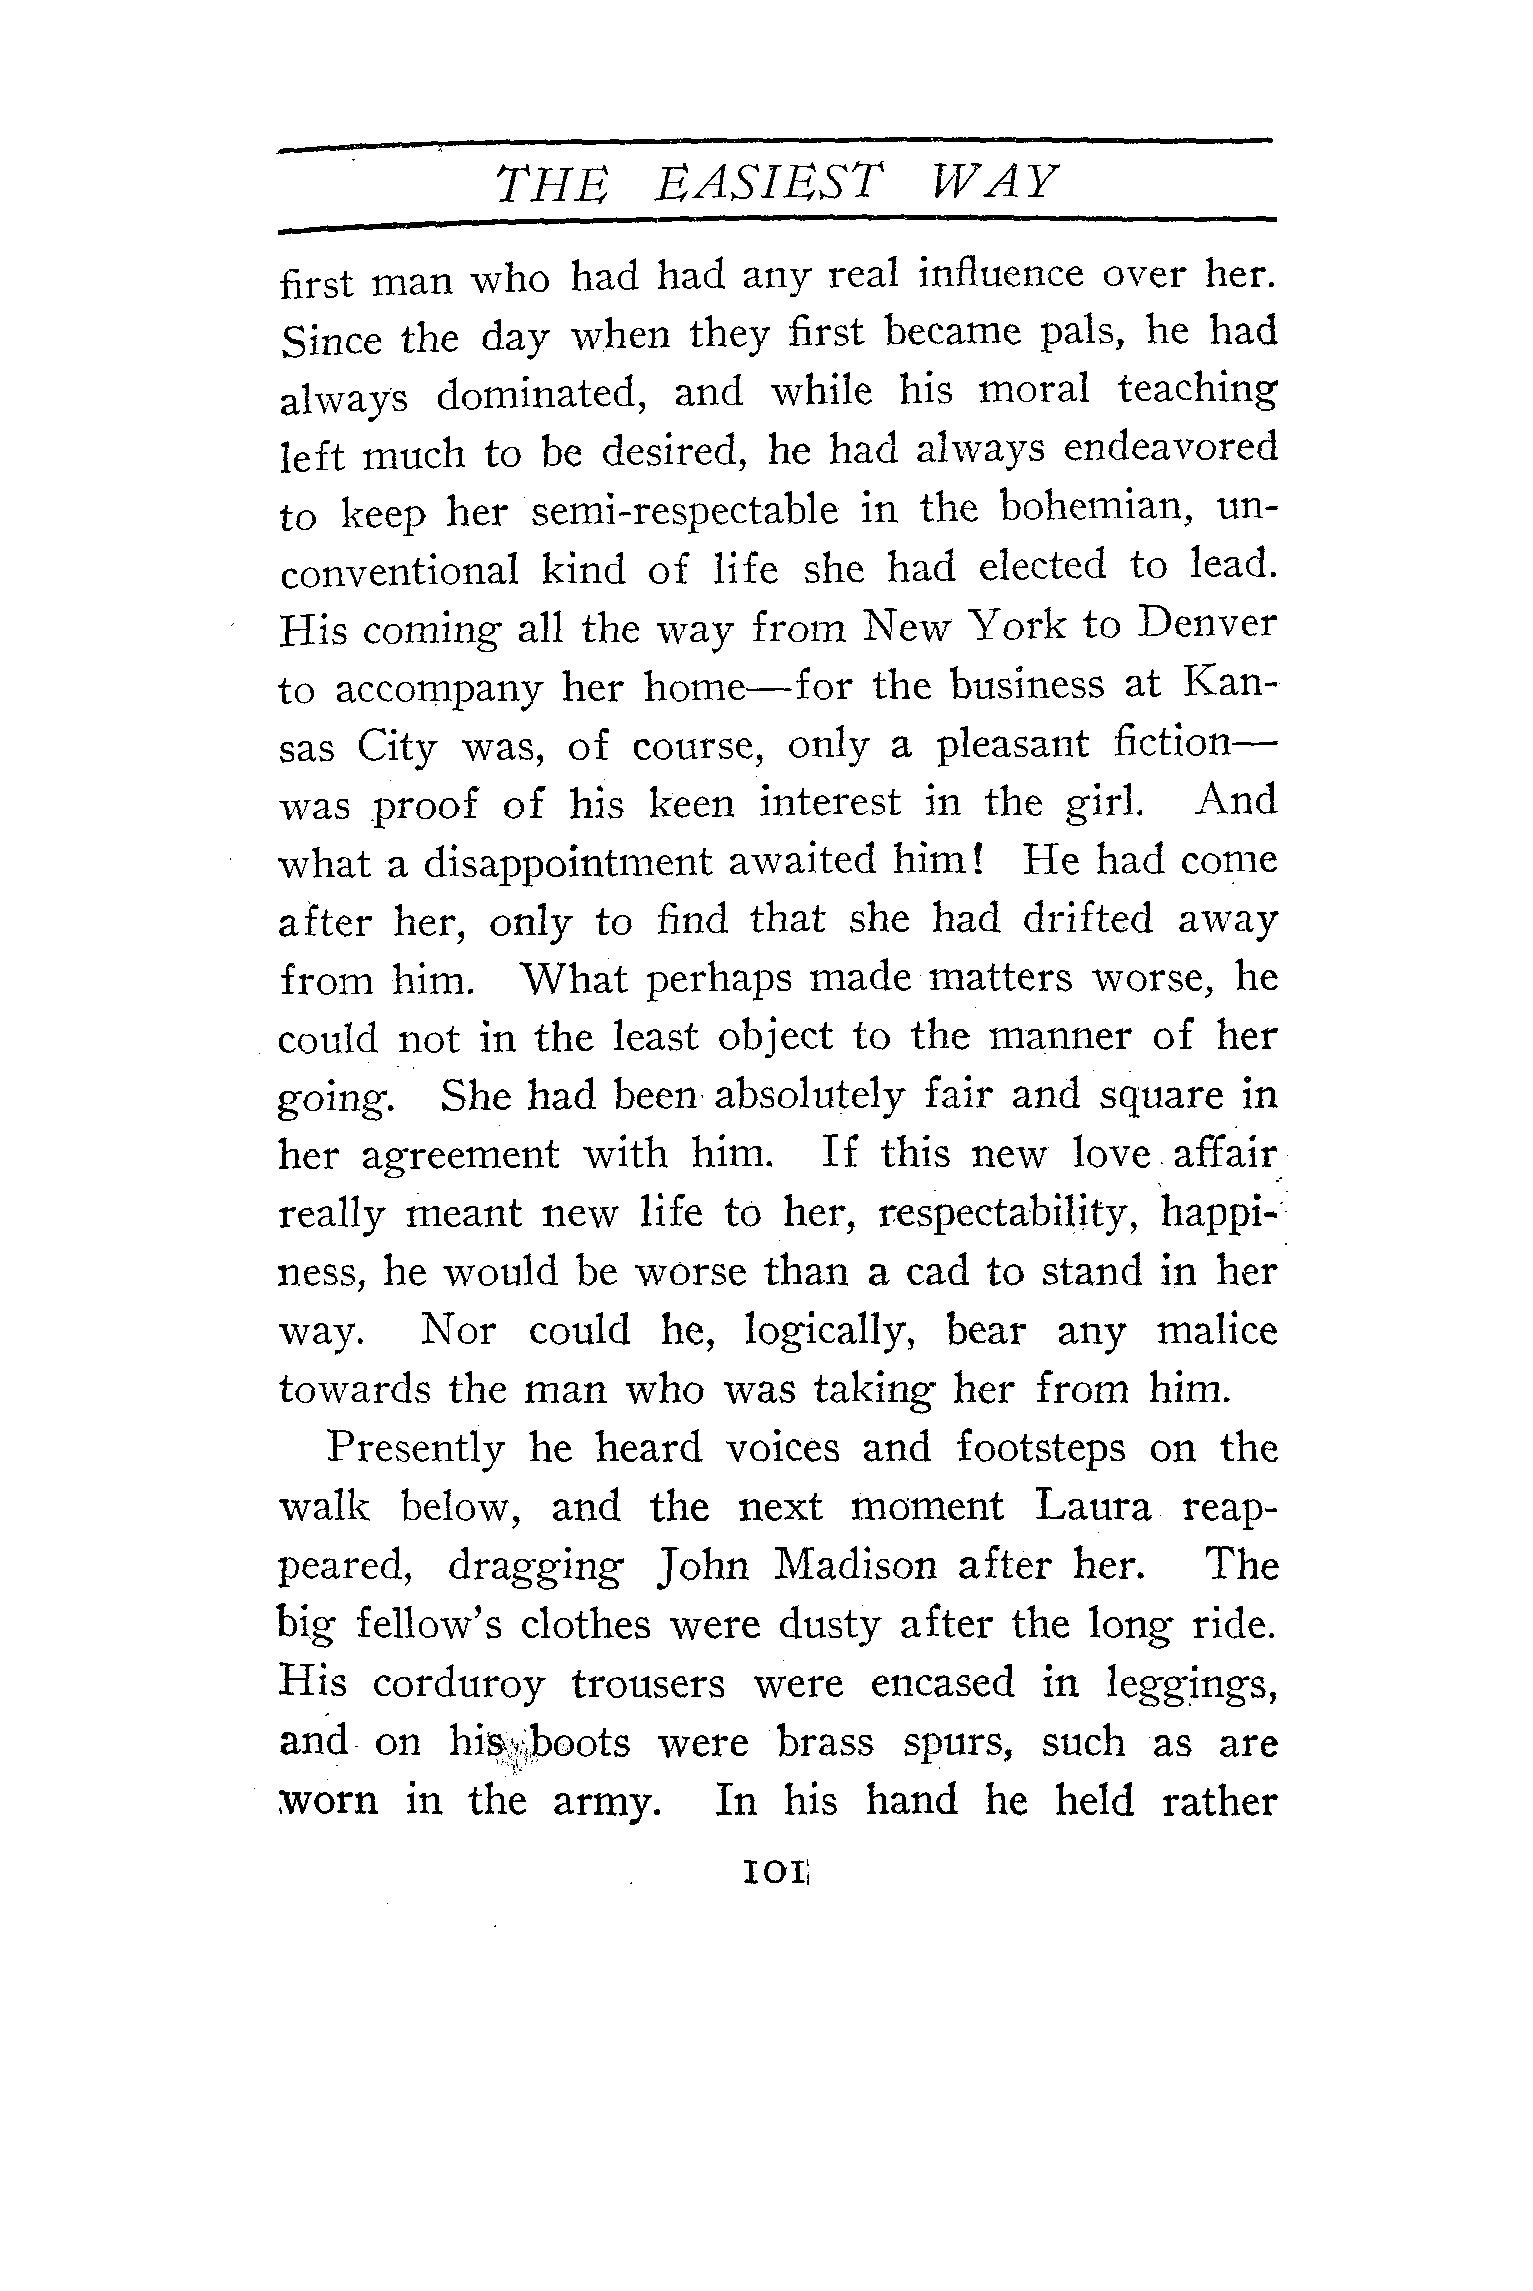 THE EASIEST WAY
first man who had had any real influence over her.
Since the day when they first became pals, he had
always dominated, and while his moral teaching
left much to be desired, he had always endeavored
to keep her semi-respectable in the bohemian, un-
conventional kind of life she had elected to lead.
His coming all the way from New York to Denver
to accompany her home—for the business at Kan-
sas City was, of course, only a pleasant fiction—
was proof of his keen interest in the girl. And
what a disappointment awaited him! He had come
after her, only to find that she had drifted away
from him. What perhaps made matters worse, he
could not in the least object to the manner of her
going. She had been absolutely fair and square in
her agreement with him. If this new love affair
really meant new life to her, respectability, happi-
ness, he would be worse than a cad to stand in her
way. Nor could he, logically, bear any malice
towards the man who was taking her from him.
Presently he heard voices and footsteps on the
walk below, and the next moment Laura reap-
peared, dragging John Madison after her. The
big fellow's clothes were dusty after the long ride.
His corduroy trousers were encased in leggings,
and on his boots were brass spurs, such as are
worn in the army. In his hand he held rather
101